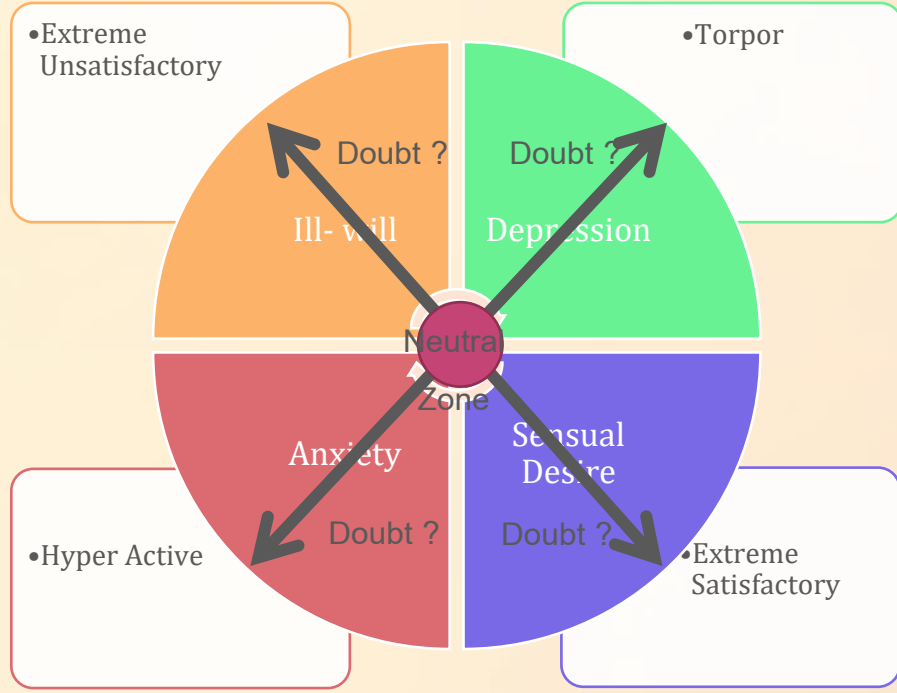 •Extreme
Unsatisfactory
•Torpor
Doubt ?
Doubt ?
Ill- will
Depression
Neutral
Zone
Anxiety
Sensual
Desire
Doubt ?
Doubt ?
•Hyper Active
•Extreme
Satisfactory